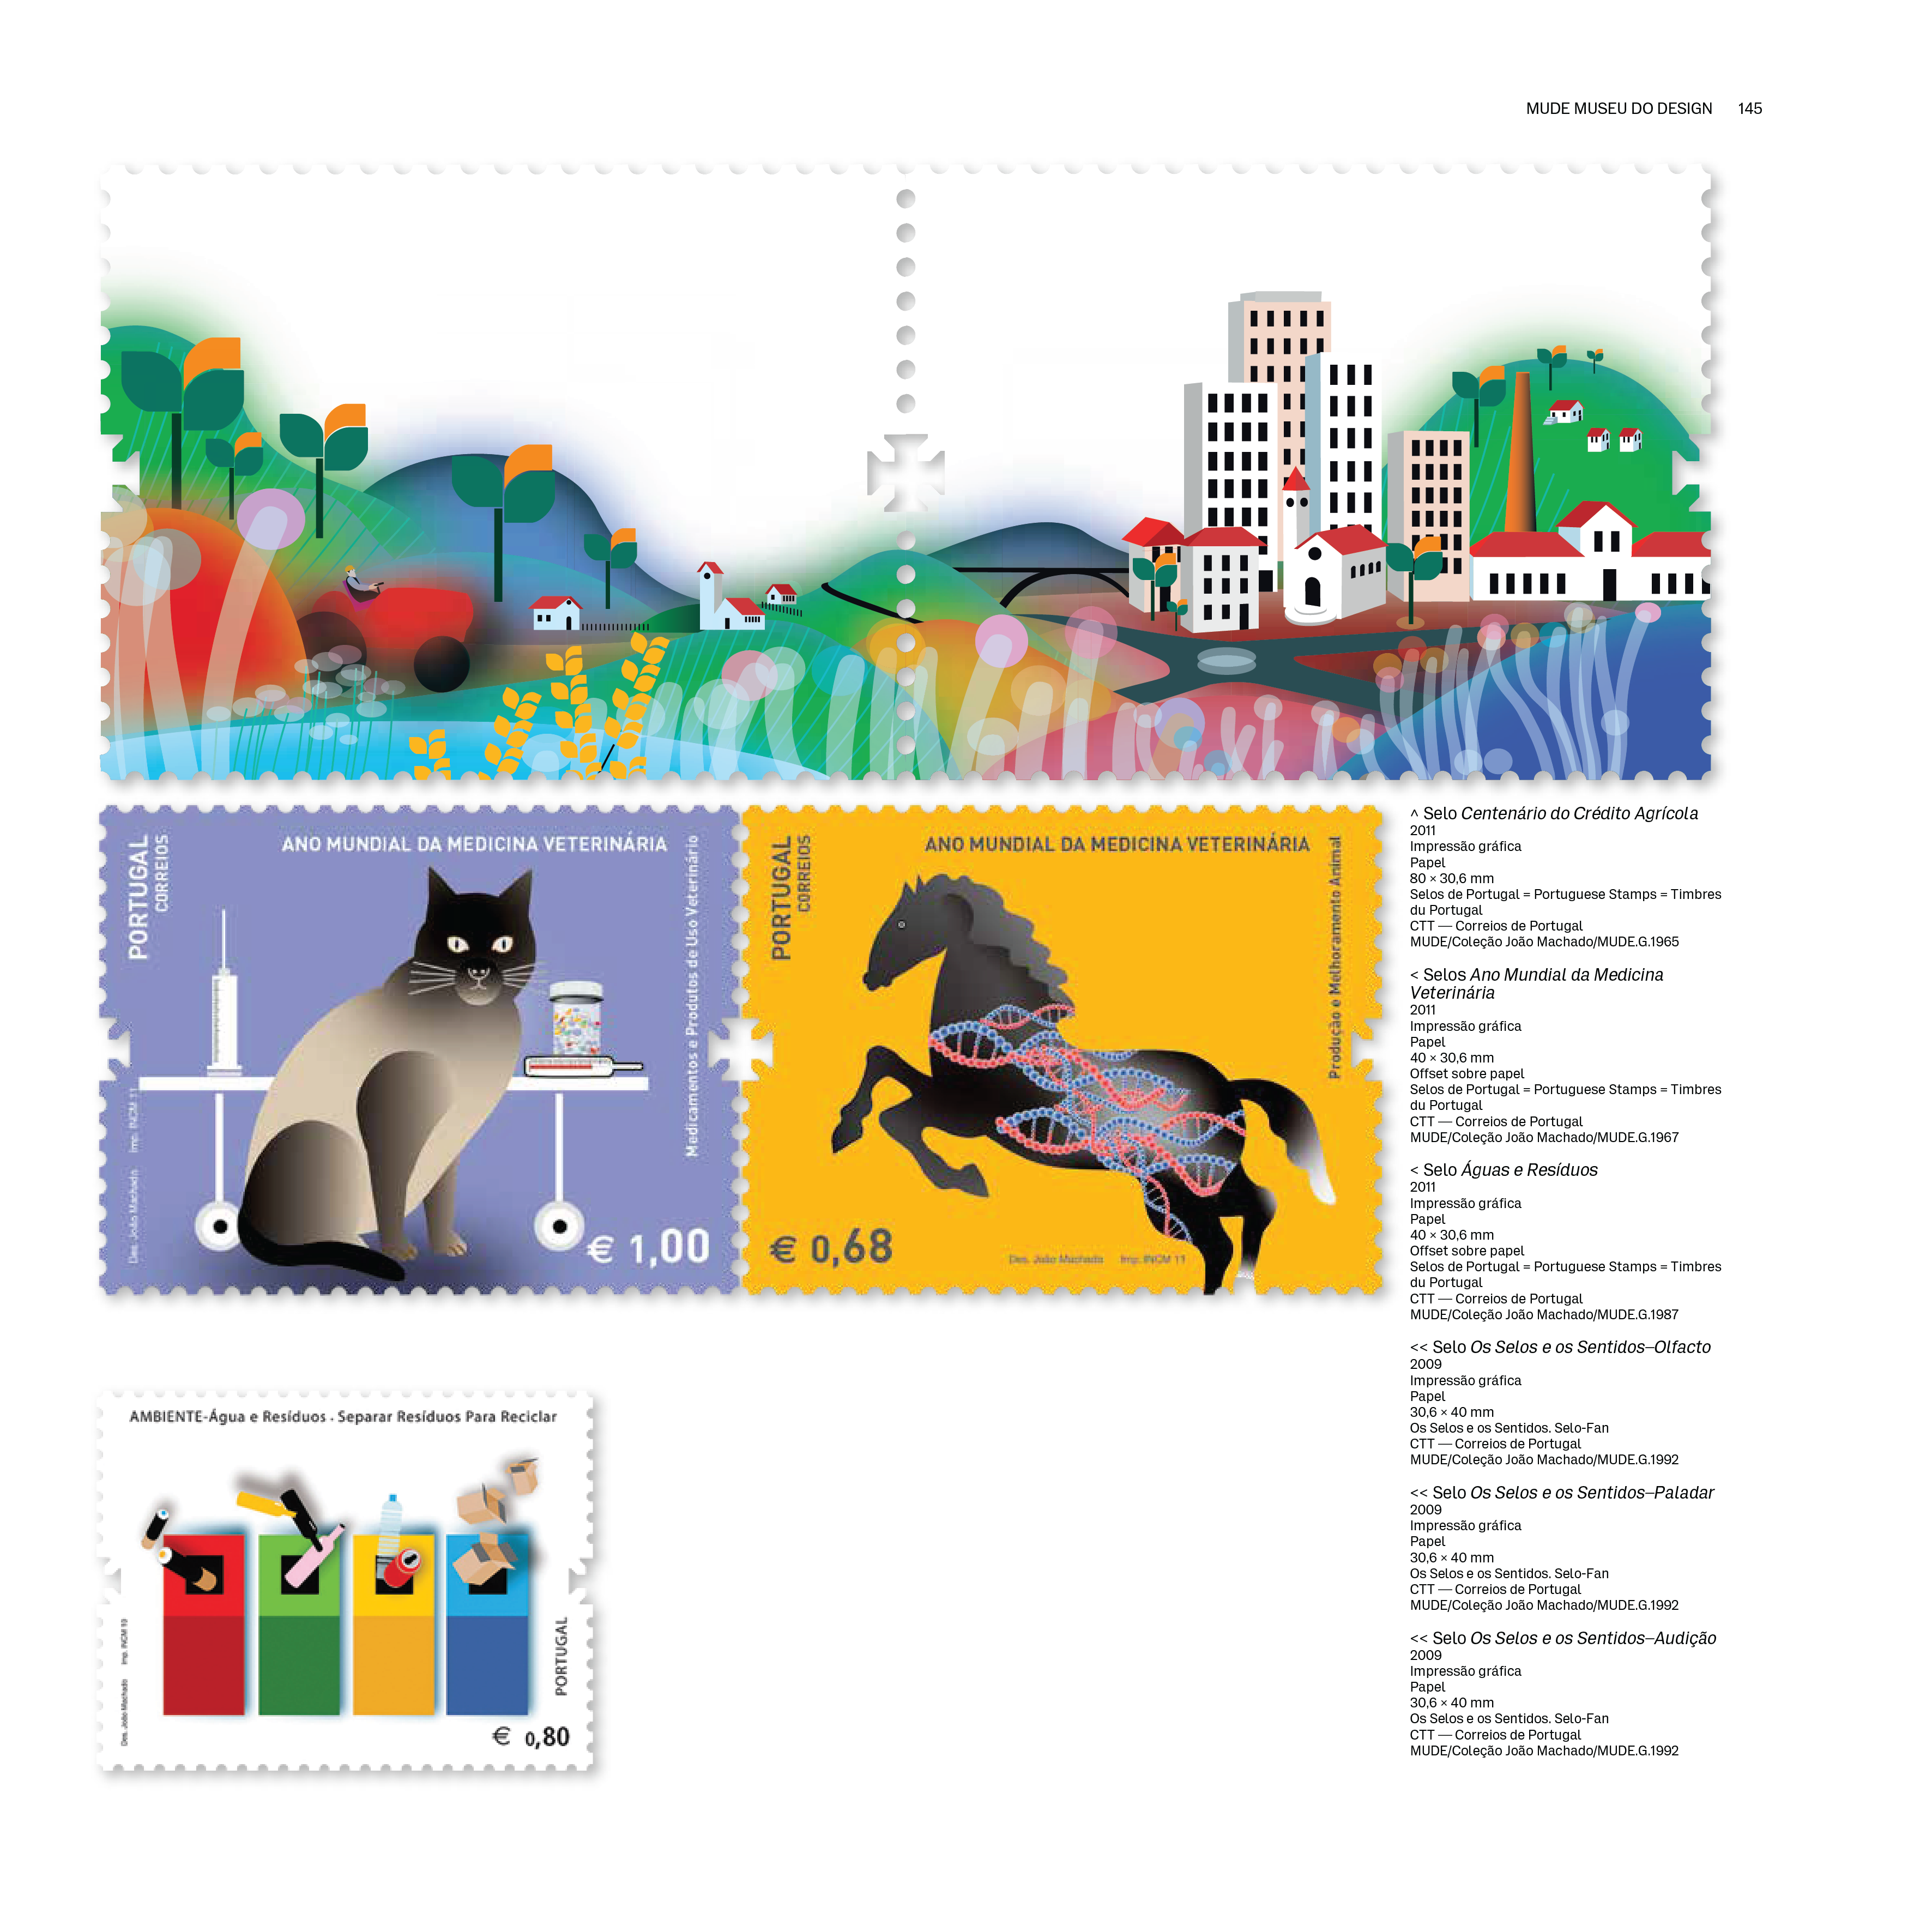 MUDE MUSEU DO DESIGN 145
PORTUGAL
CORREIOS
ANO MUNDIAL DA MEDICINA VETERINÁRIA
Medicamentos e Produtos de Uso Veterinário
Des. João Machado Imp. INCM 11
€ 1,00
PORTUGAL
CORREIOS
ANO MUNDIAL DA MEDICINA VETERINÁRIA
Produção e Melhoramento Animal
€ 0,68
Des. João Machado Imp. INCM 11
AMBIENTE-Água e Resíduos . Separar Resíduos Para Reciclar
Des. João Machado Imp. INCM
PORTUGAL
€ 0,80
^ Selo Centenário do Crédito Agrícola
2011
Impressão gráfica
Papel
80 × 30,6 mm
Selos de Portugal = Portuguese Stamps = Timbres
du Portugal
CTT — Correios de Portugal
MUDE/Coleção João Machado/MUDE.G.1965
< Selos Ano Mundial da Medicina
Veterinária
2011
Impressão gráfica
Papel
40 × 30,6 mm
Offset sobre papel
Selos de Portugal = Portuguese Stamps = Timbres
du Portugal
CTT — Correios de Portugal
MUDE/Coleção João Machado/MUDE.G.1967
< Selo Águas e Resíduos
2011
Impressão gráfica
Papel
40 × 30,6 mm
Offset sobre papel
Selos de Portugal = Portuguese Stamps = Timbres
du Portugal
CTT — Correios de Portugal
MUDE/Coleção João Machado/MUDE.G.1987
<< Selo Os Selos e os Sentidos–Olfacto
2009
Impressão gráfica
Papel
30,6 × 40 mm
Os Selos e os Sentidos. Selo-Fan
CTT — Correios de Portugal
MUDE/Coleção João Machado/MUDE.G.1992
<< Selo Os Selos e os Sentidos–Paladar
2009
Impressão gráfica
Papel
30,6 × 40 mm
Os Selos e os Sentidos. Selo-Fan
CTT — Correios de Portugal
MUDE/Coleção João Machado/MUDE.G.1992
<< Selo Os Selos e os Sentidos–Audição
2009
Impressão gráfica
Papel
30,6 × 40 mm
Os Selos e os Sentidos. Selo-Fan
CTT — Correios de Portugal
MUDE/Coleção João Machado/MUDE.G.1992